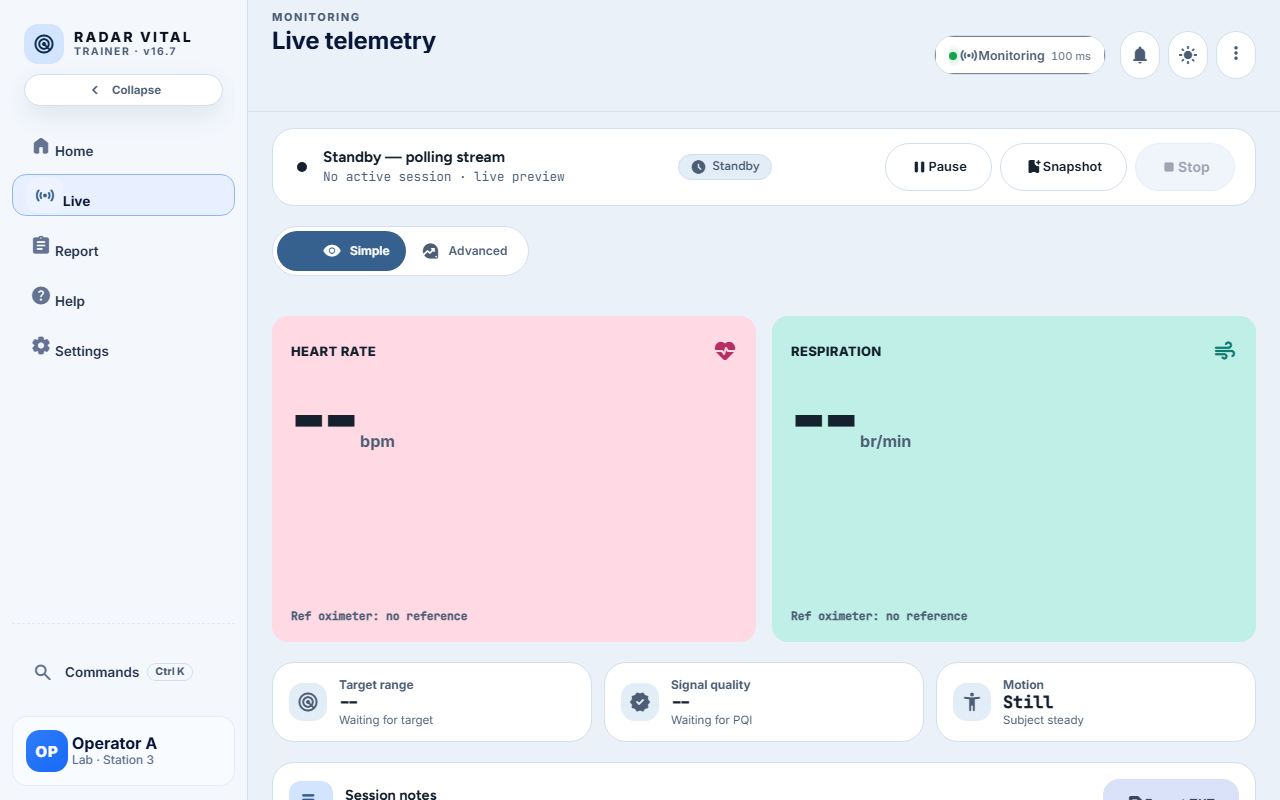 RADAR VITAL
TRAINER · v16.7
Collapse
Home
Live
Report
Help
Settings
Commands Ctrl K
OP
Operator A
Lab · Station 3
MONITORING
Live telemetry
Monitoring 100 ms
Standby — polling stream
No active session · live preview
Standby
Pause
Snapshot
Stop
Simple
Advanced
HEART RATE
-- bpm
Ref oximeter: no reference
RESPIRATION
-- br/min
Ref oximeter: no reference
Target range
--
Waiting for target
Signal quality
--
Waiting for PQI
Motion
Still
Subject steady
Session notes